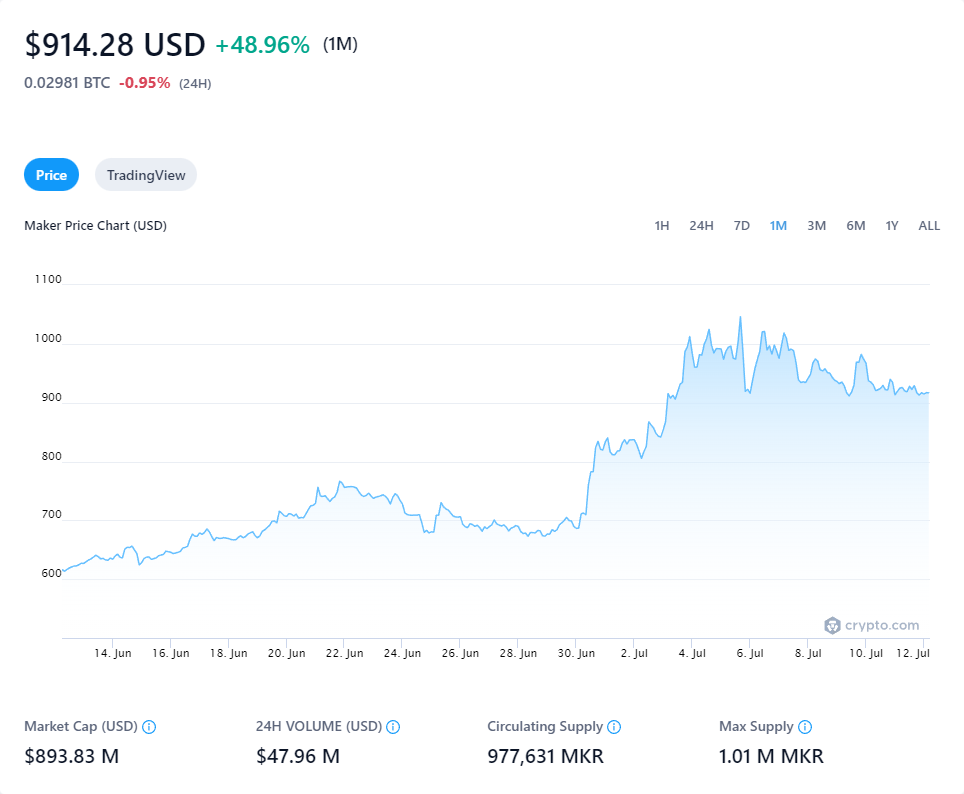 $914.28 USD +48.96% (1M)
0.02981 BTC -0.95% (24H)
Price TradingView
Maker Price Chart (USD) 1H 24H 7D 1M 3M 6M 1Y ALL
1100
1000
900
800
700
600
crypto.com
14. Jun 16. Jun 18. Jun 20. Jun 22. Jun 24. Jun 26. Jun 28. Jun 30. Jun 2. Jul 4. Jul 6. Jul 8. Jul 10. Jul 12. Jul
Market Cap (USD) 24H VOLUME (USD) Circulating Supply Max Supply
$893.83 M $47.96 M 977,631 MKR 1.01 M MKR